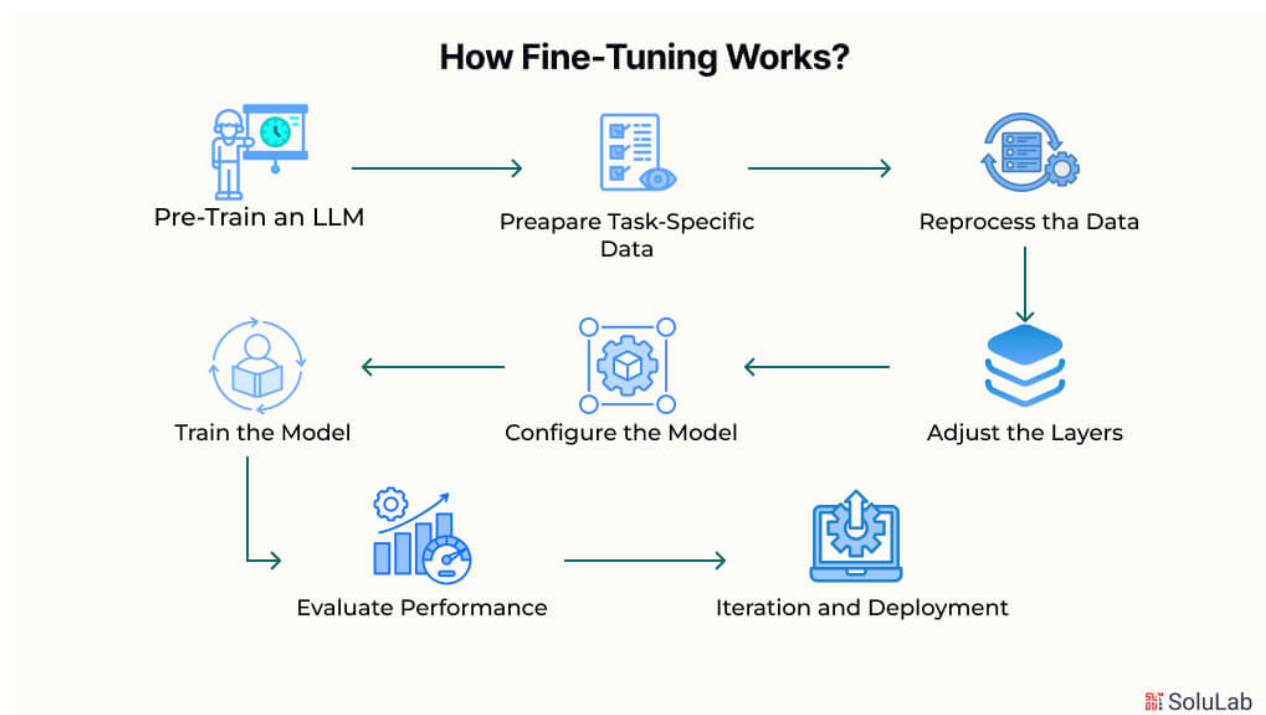 How Fine-Tuning Works?
Pre-Train an LLM
Preapare Task-Specific
Data
Reprocess tha Data
Train the Model
Configure the Model
Adjust the Layers
Evaluate Performance
Iteration and Deployment
SoluLab